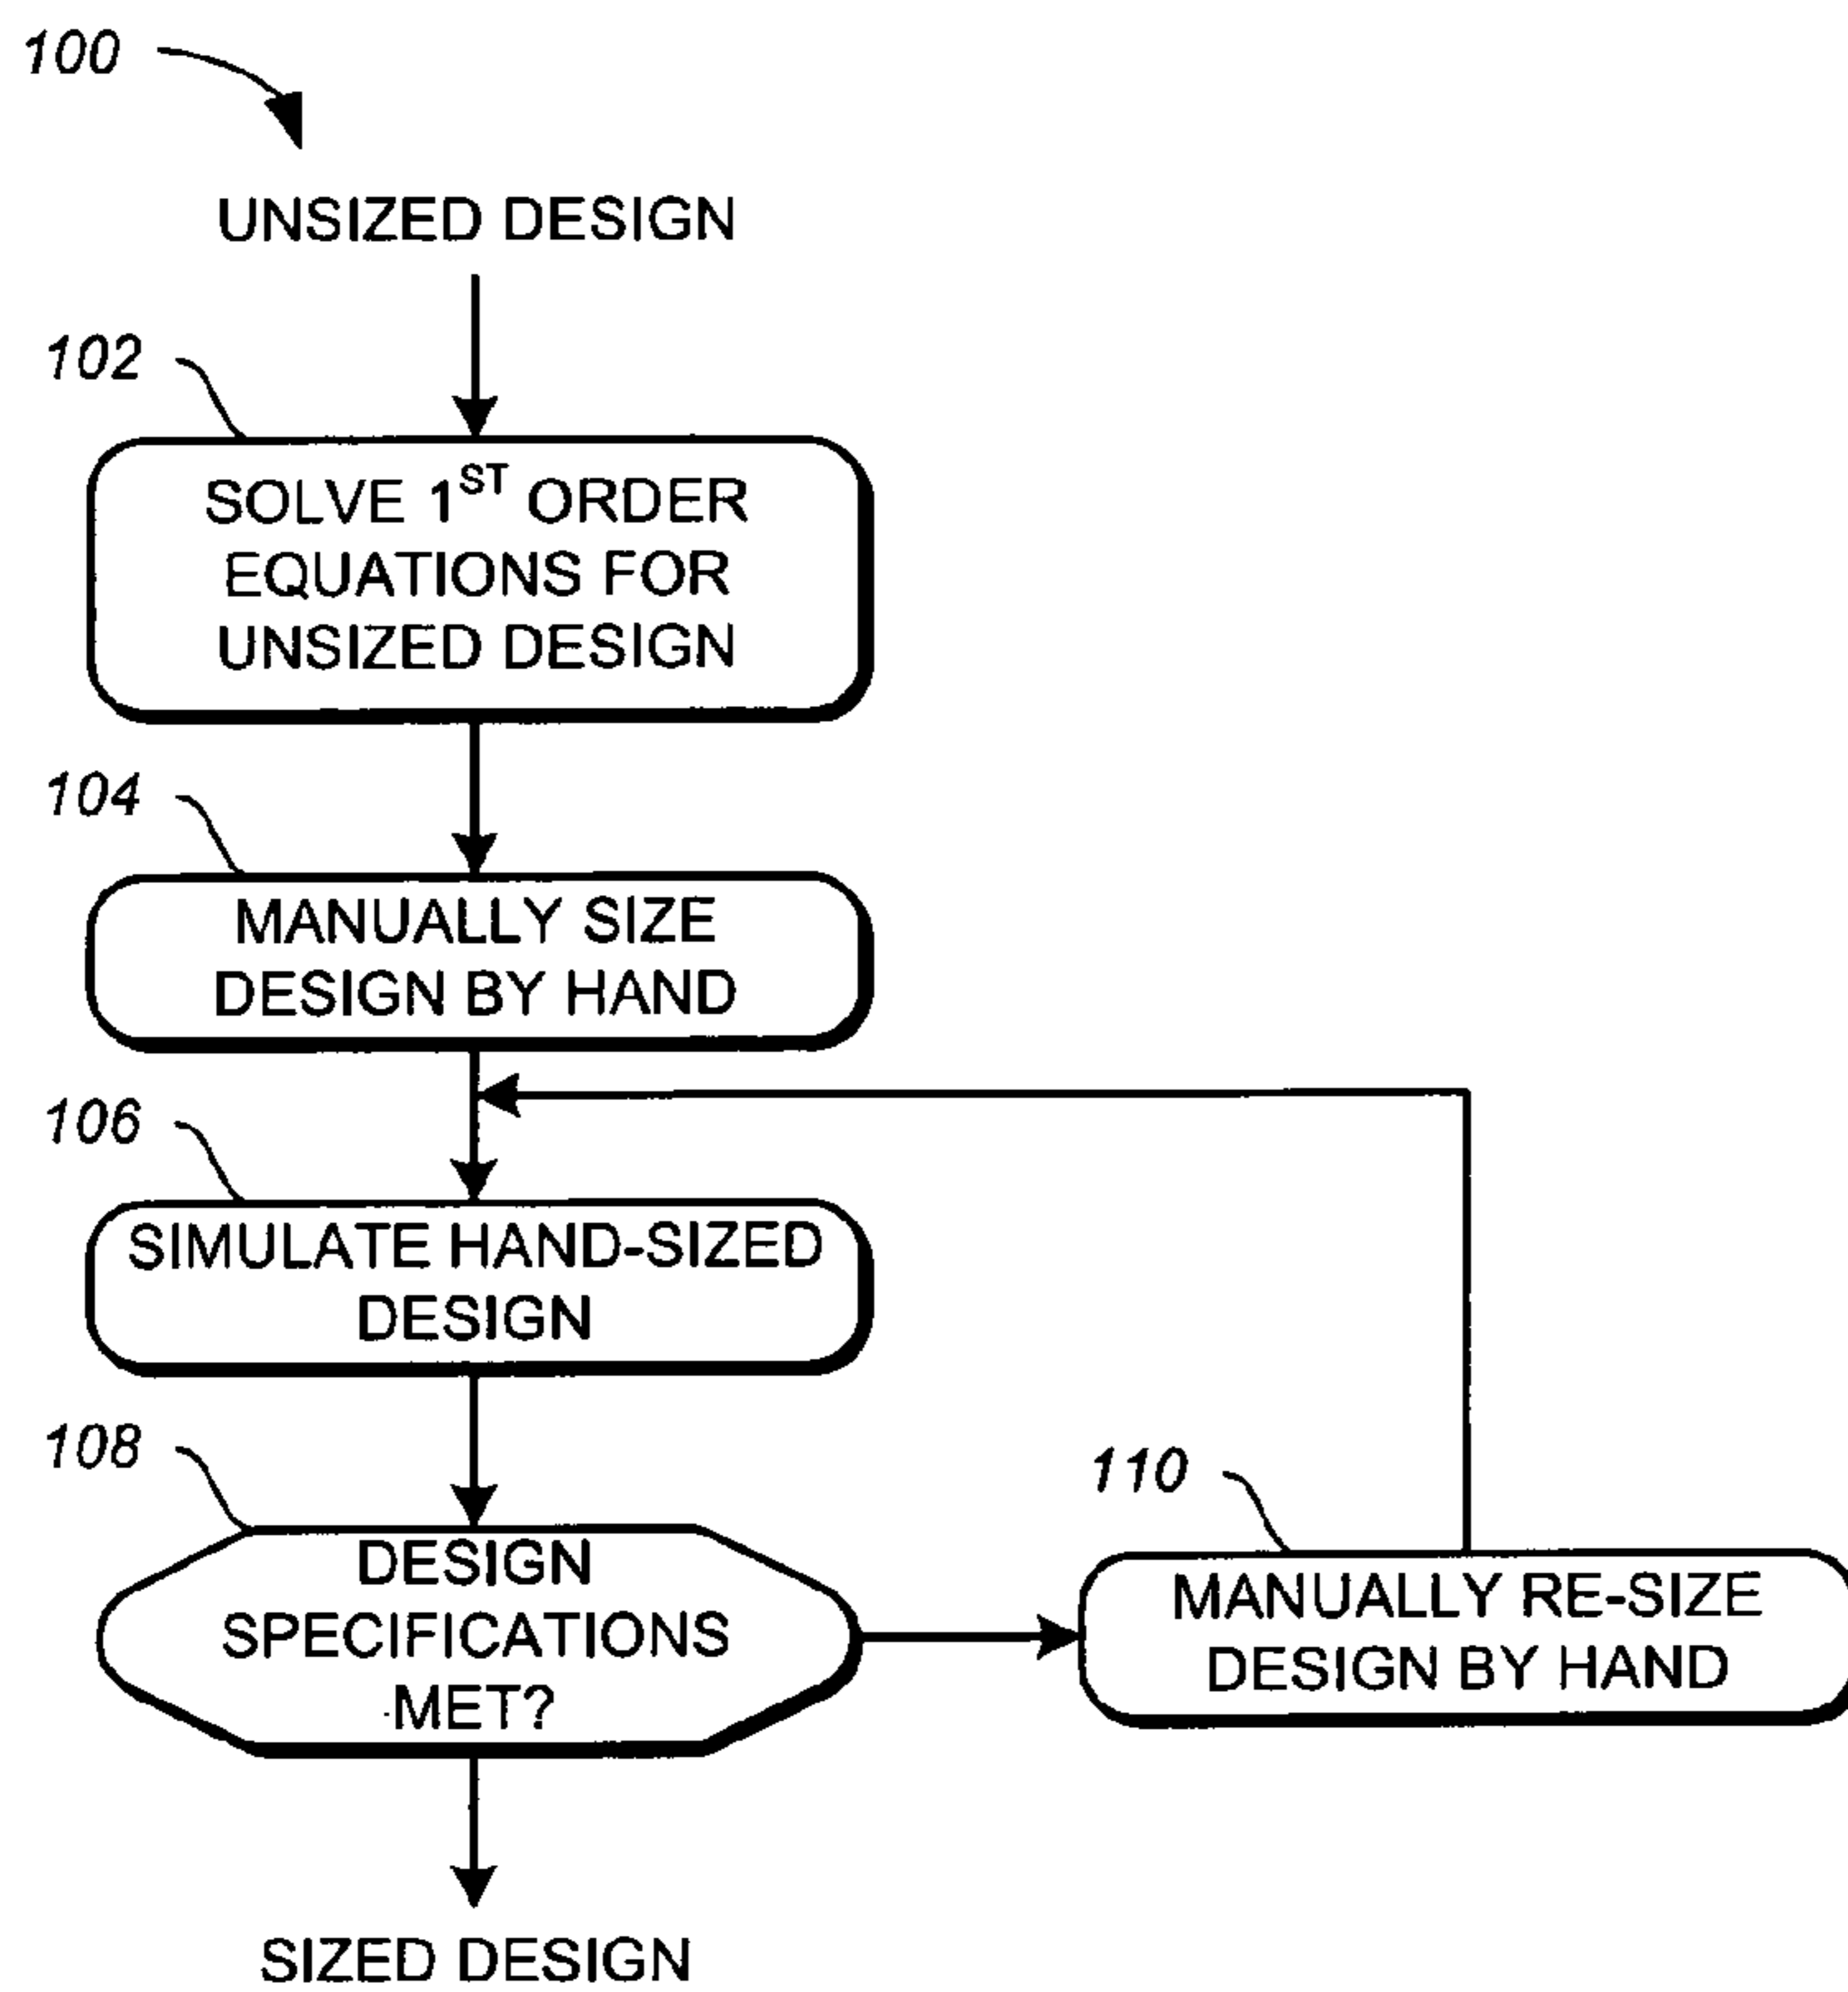 100
UNSIZED DESIGN
102
SOLVE 1ST ORDER
EQUATIONS FOR
UNSIZED DESIGN
104
MANUALLY SIZE
DESIGN BY HAND
106
SIMULATE HAND-SIZED
DESIGN
108
DESIGN
SPECIFICATIONS
MET?
110
MANUALLY RE-SIZE
DESIGN BY HAND
SIZED DESIGN